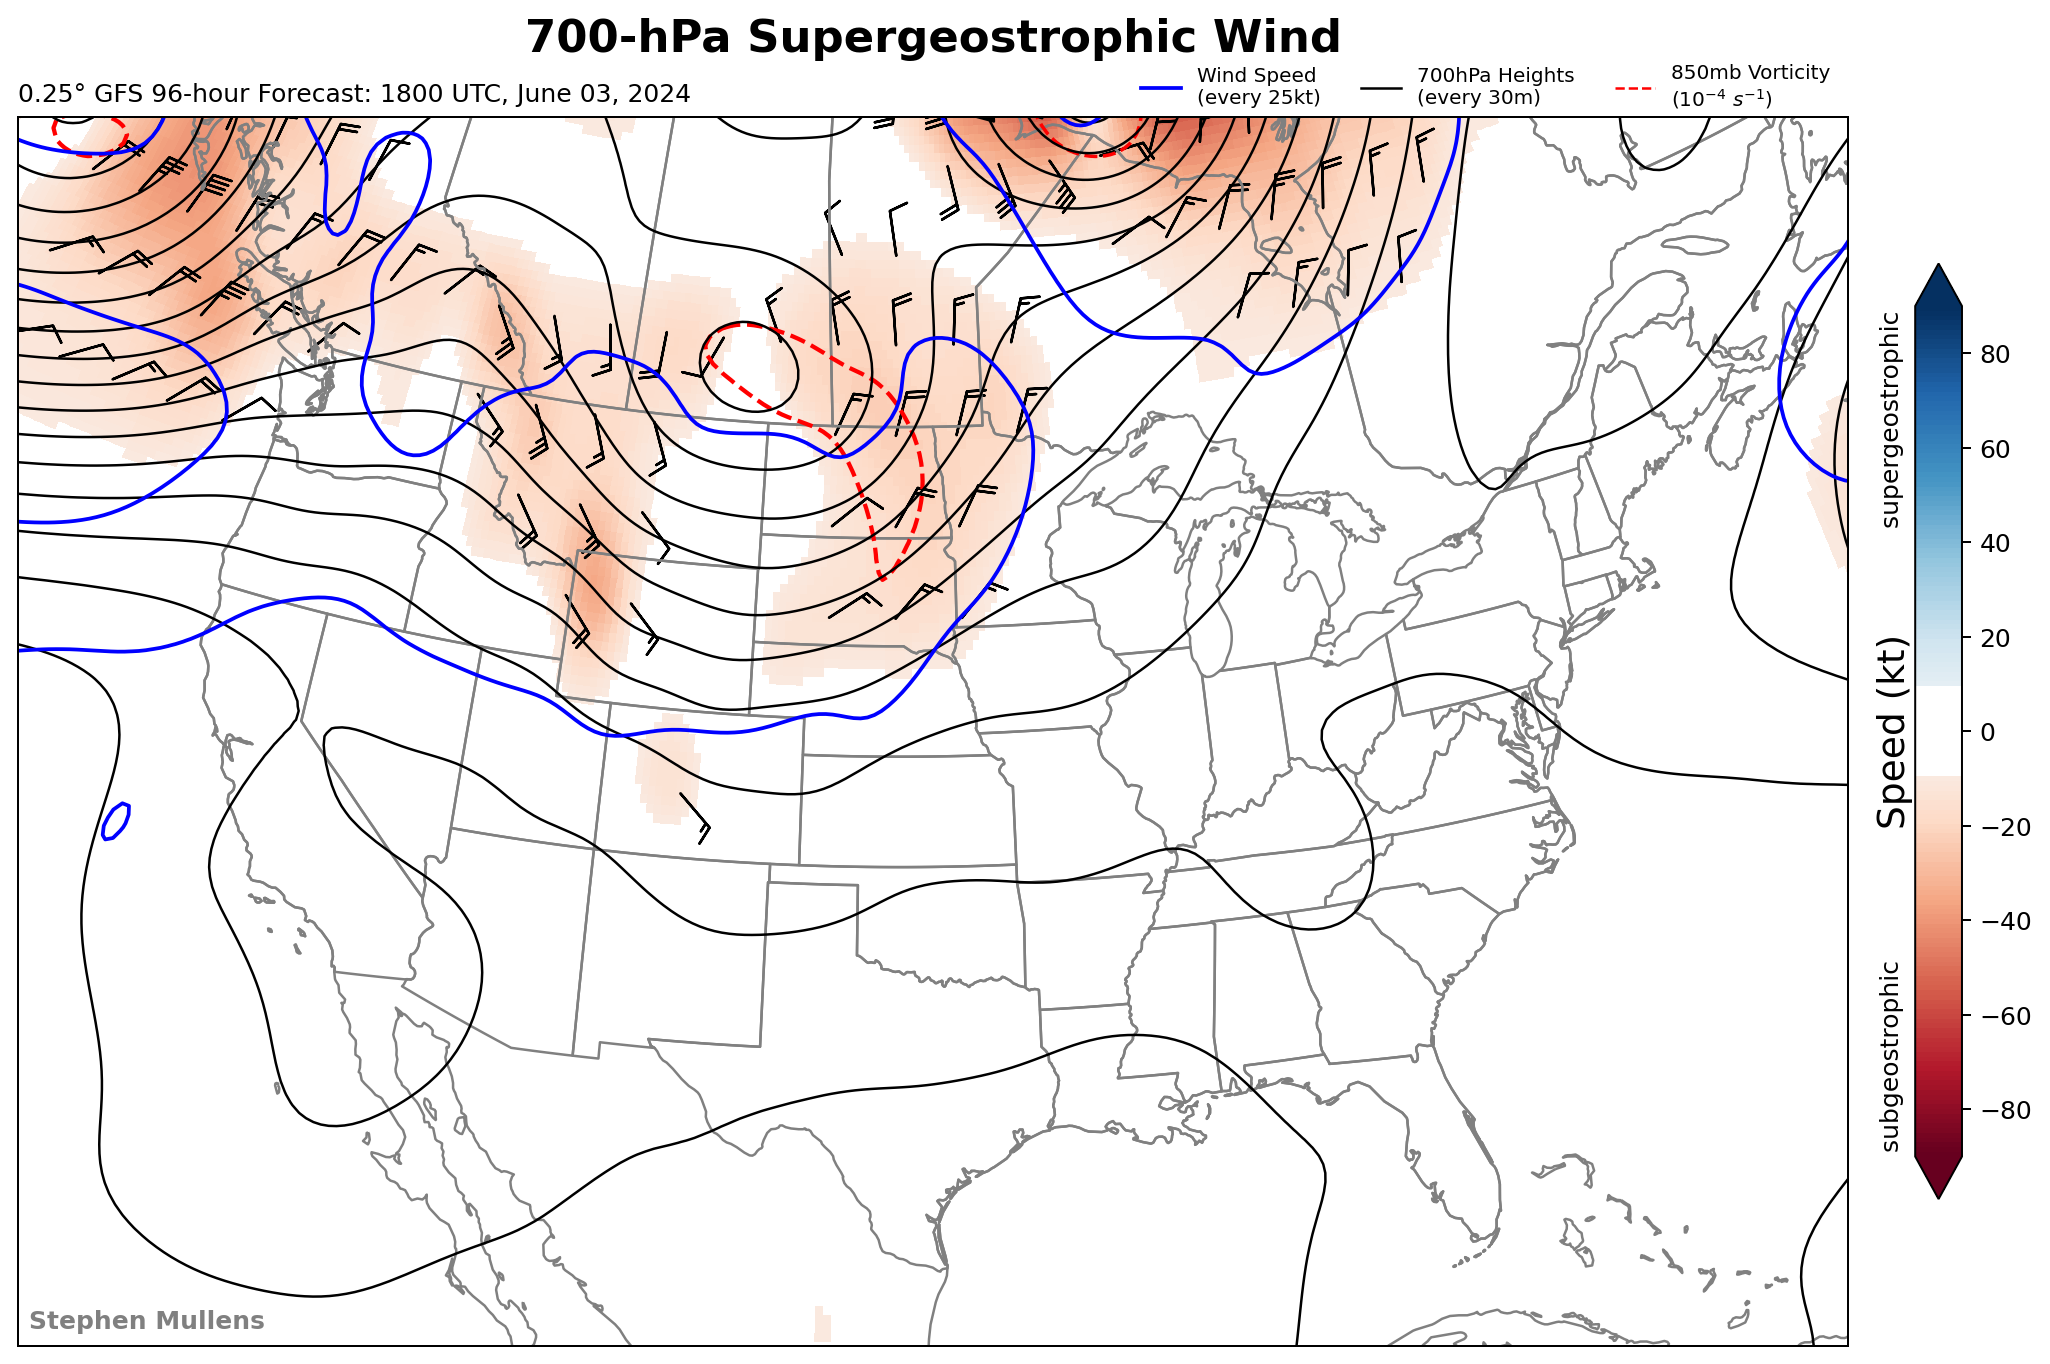 700-hPa Supergeostrophic Wind
0.25° GFS 96-hour Forecast: 1800 UTC, June 03, 2024
Wind Speed
(every 25kt)
700hPa Heights
(every 30m)
850mb Vorticity
(10⁻⁴ s⁻¹)
supergeostrophic
Speed (kt)
subgeostrophic
80
60
40
20
0
−20
−40
−60
−80
Stephen Mullens